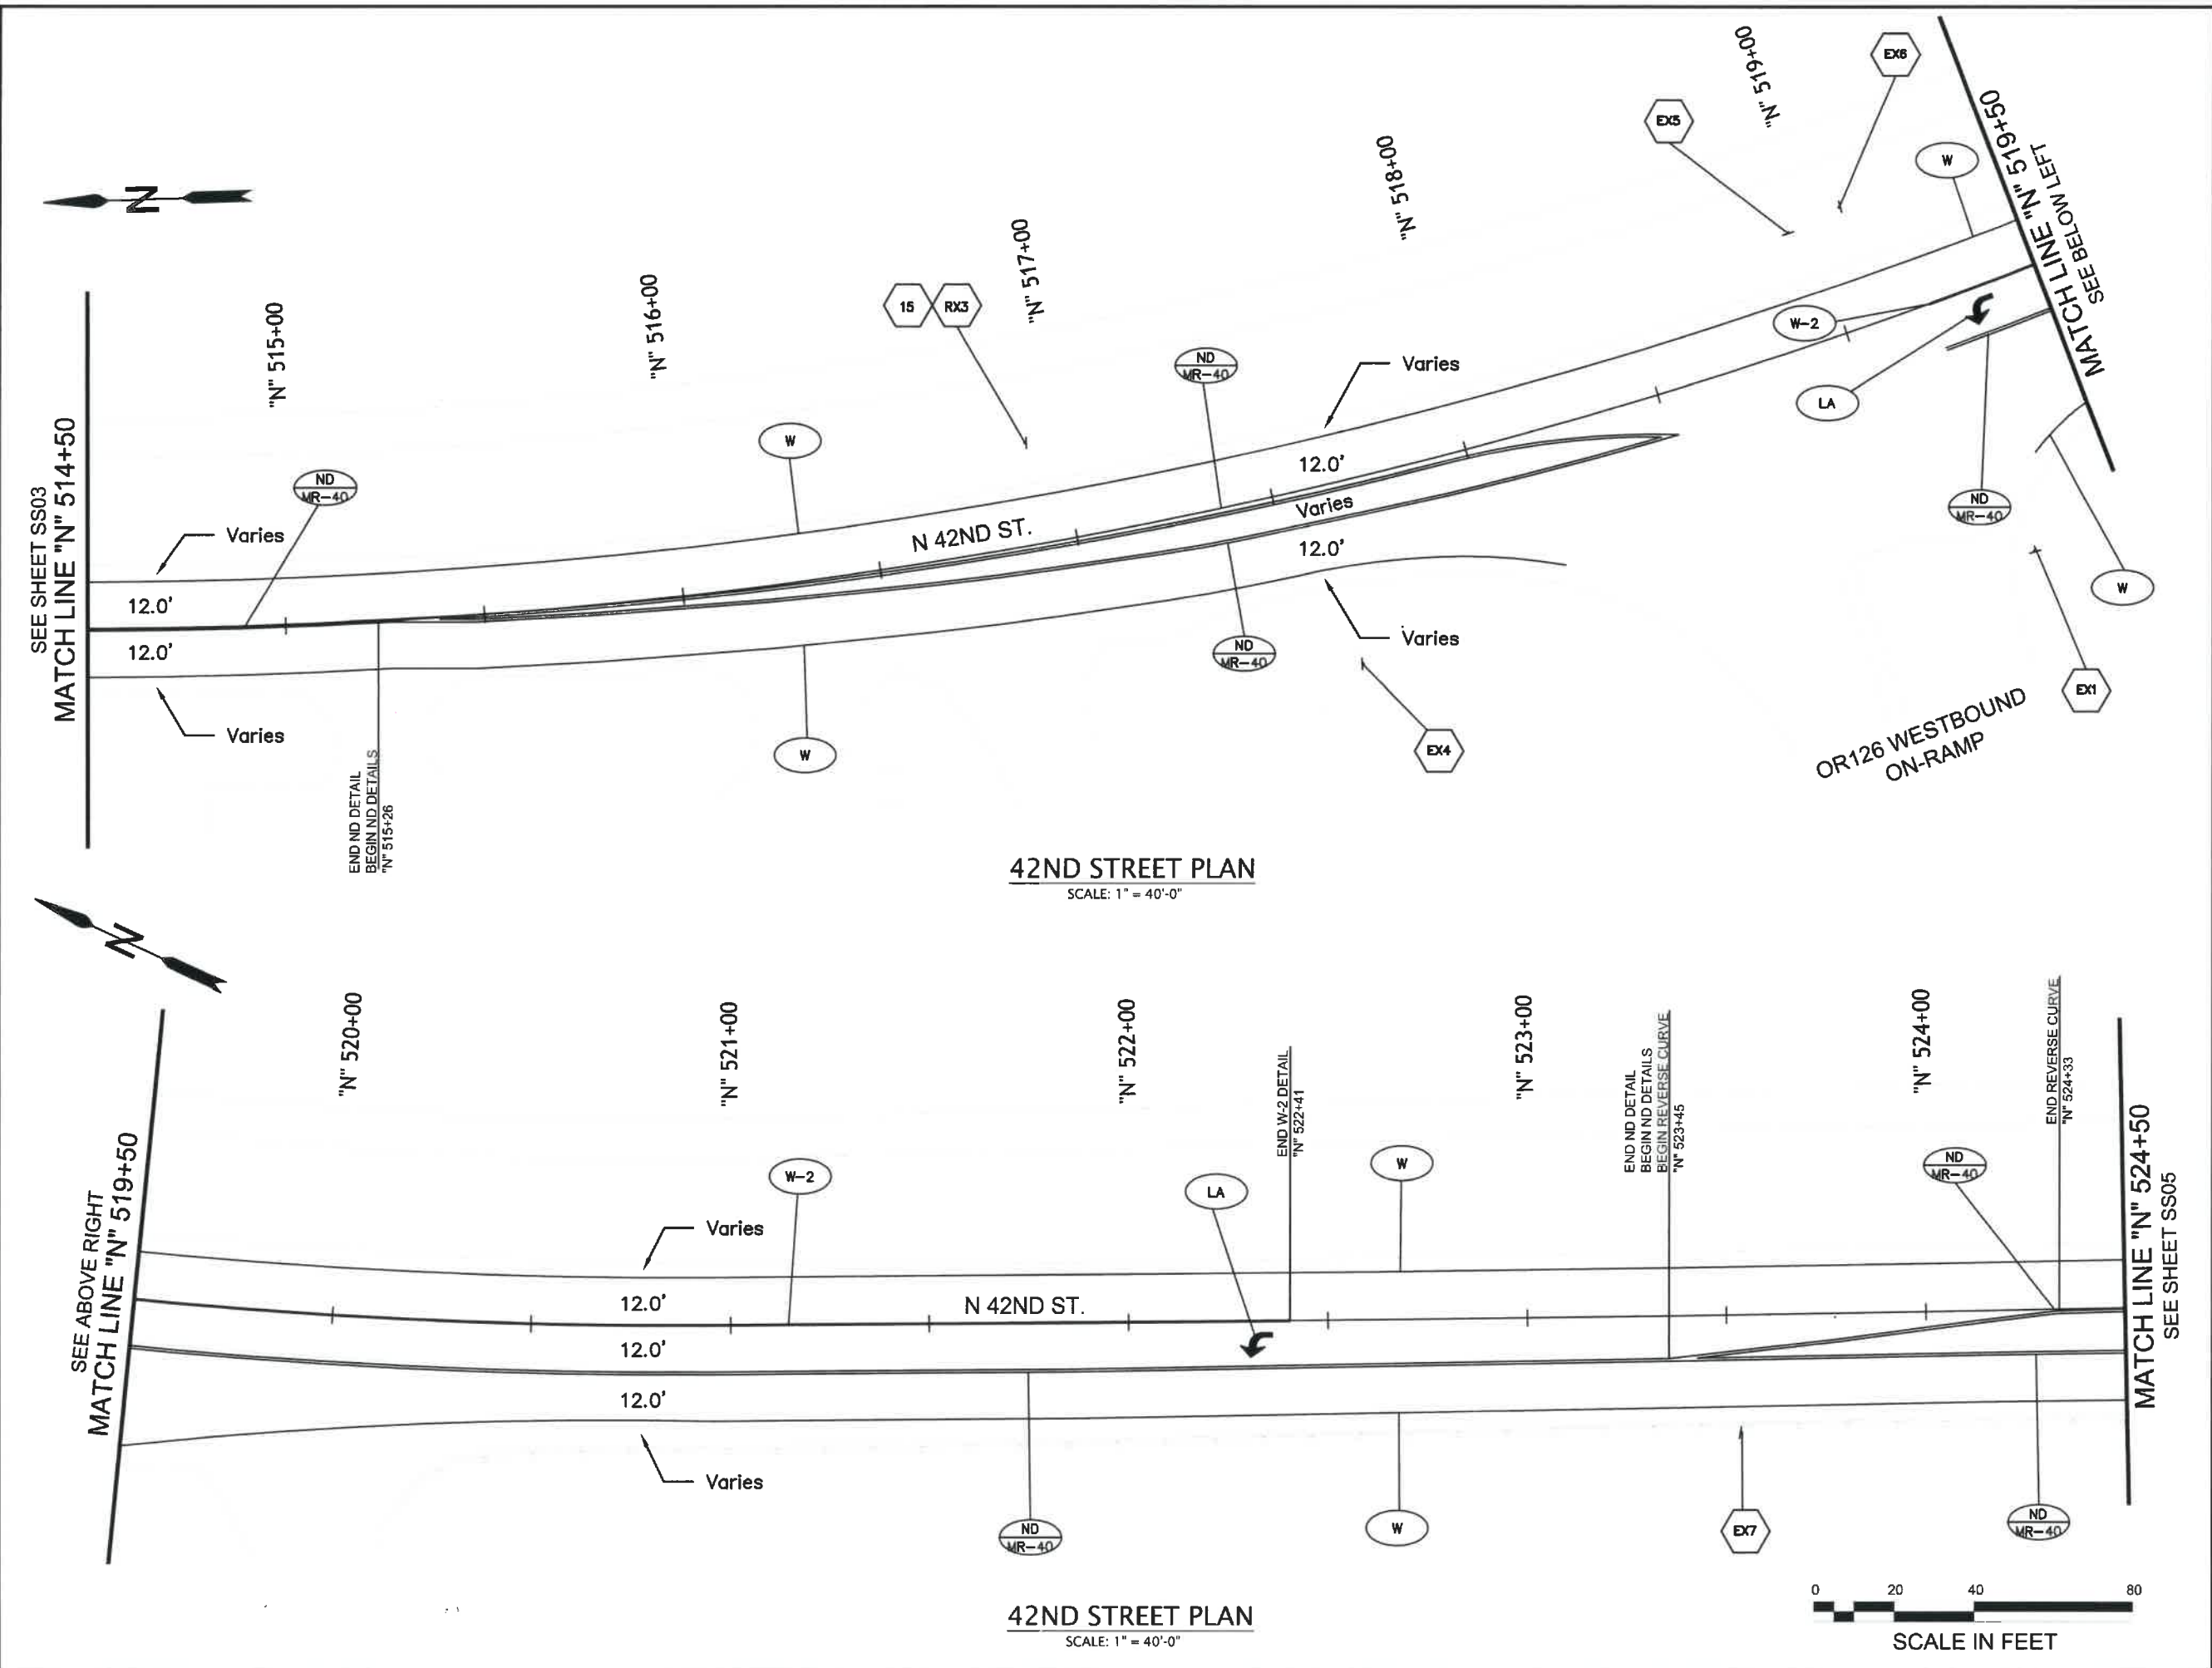 "N" 519+00
EX6
EX5
W
MATCH LINE "N" 519+50
SEE BELOW LEFT
"N" 518+00
N
"N" 517+00
"N" 516+00
"N" 515+00
15
RX3
W-2
ND
MR-40
Varies
LA
W
12.0'
ND
MR-40
SEE SHEET SS03
MATCH LINE "N" 514+50
Varies
N 42ND ST.
Varies
ND
MR-40
12.0'
12.0'
W
12.0'
Varies
ND
MR-40
EX1
Varies
W
EX4
OR126 WESTBOUND
ON-RAMP
END ND DETAIL
BEGIN ND DETAILS
"N" 515+26
42ND STREET PLAN
SCALE: 1" = 40'-0"
N
"N" 520+00
"N" 521+00
"N" 522+00
END W-2 DETAIL
"N" 522+41
"N" 523+00
END ND DETAIL
BEGIN ND DETAILS
BEGIN REVERSE CURVE
"N" 523+45
"N" 524+00
END REVERSE CURVE
"N" 524+33
SEE ABOVE RIGHT
MATCH LINE "N" 519+50
W-2
LA
W
ND
MR-40
MATCH LINE "N" 524+50
SEE SHEET SS05
Varies
12.0'
N 42ND ST.
12.0'
12.0'
Varies
ND
MR-40
W
EX7
ND
MR-40
42ND STREET PLAN
SCALE: 1" = 40'-0"
0 20 40 80
SCALE IN FEET